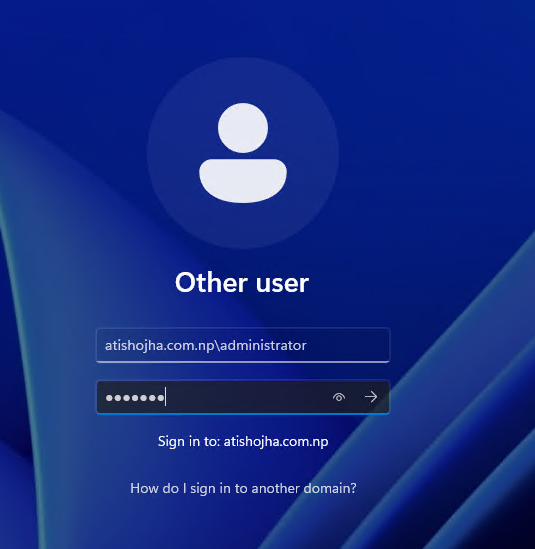 Other user
atishojha.com.np\administrator
●●●●●●●
Sign in to: atishojha.com.np
How do I sign in to another domain?